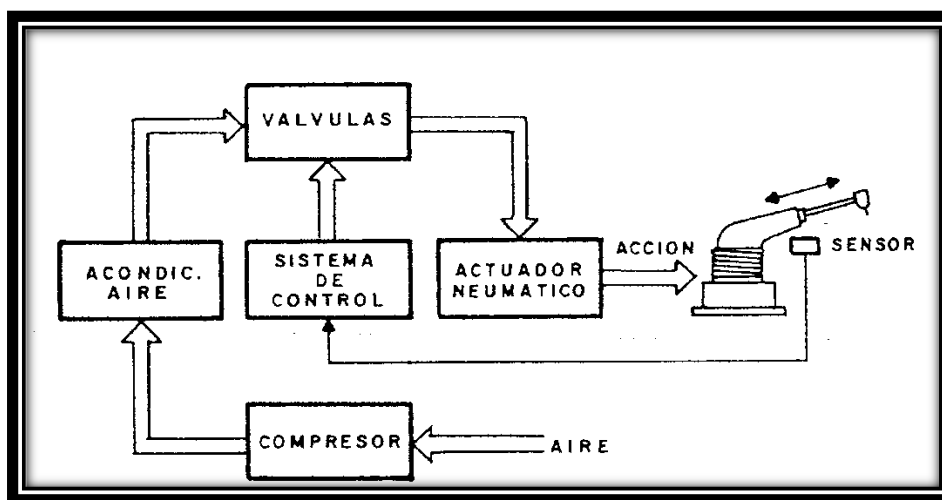 VALVULAS
ACONDIC.
AIRE
SISTEMA
DE
CONTROL
ACTUADOR
NEUMATICO
ACCION
SENSOR
COMPRESOR
AIRE